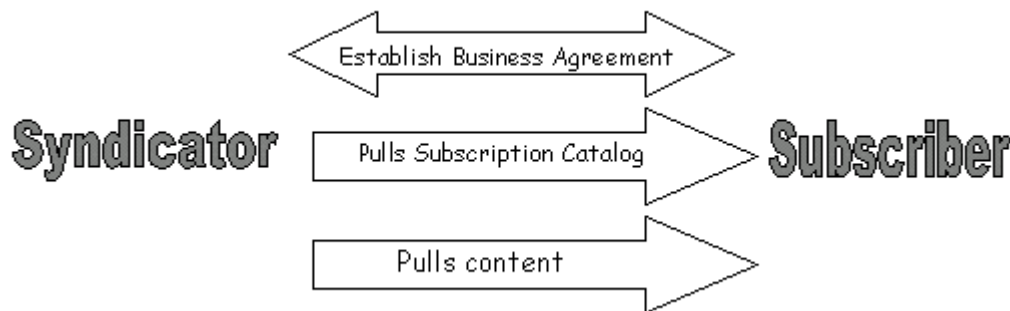 Establish Business Agreement
Syndicator
Pulls Subscription Catalog
Subscriber
Pulls content